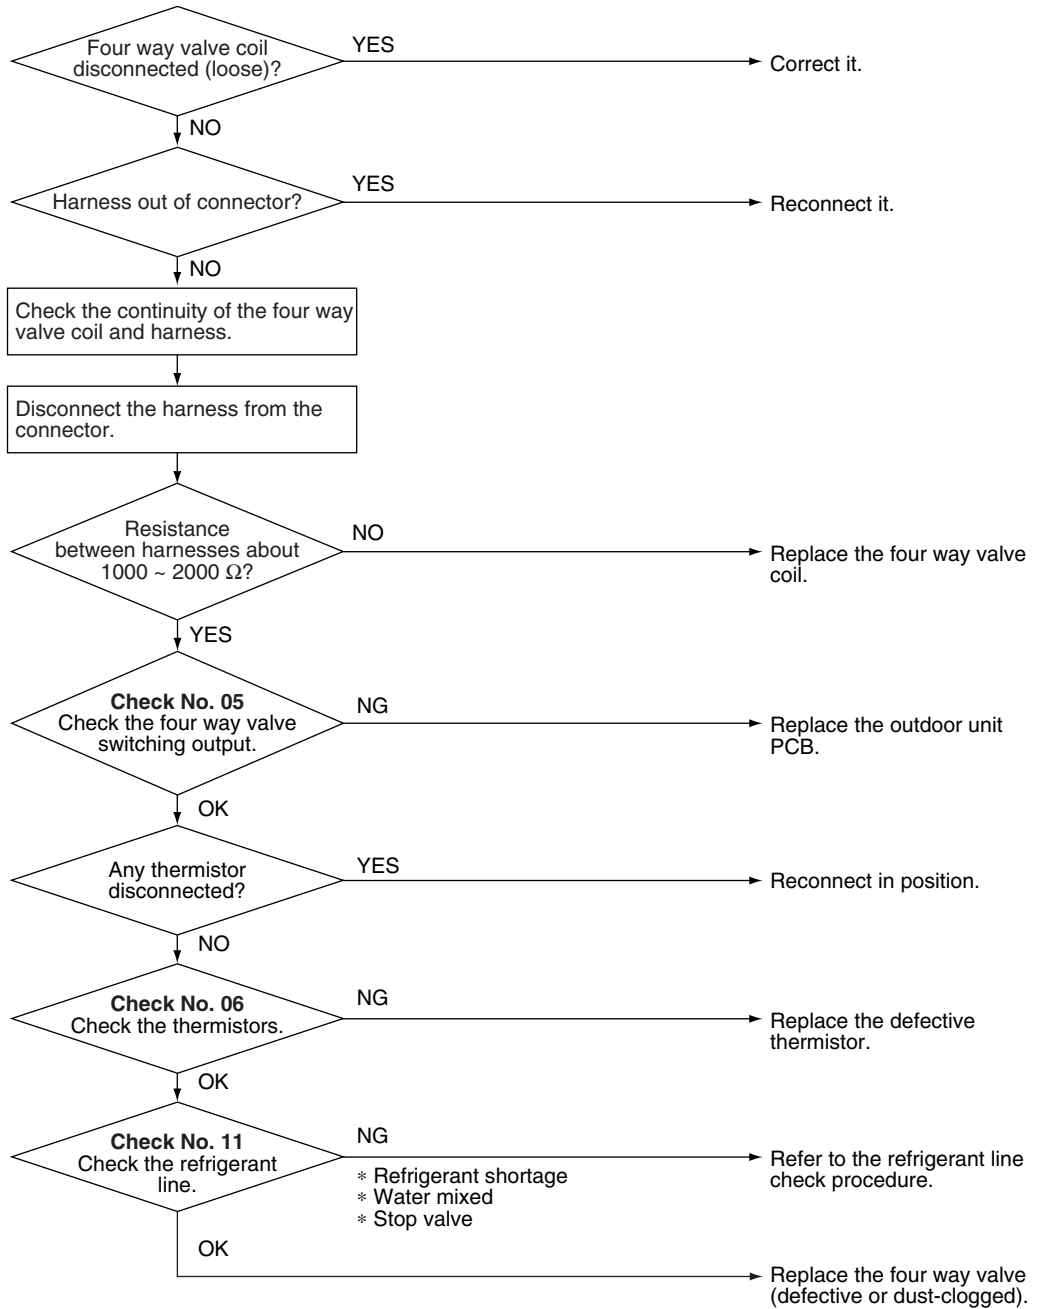 Four way valve coil
disconnected (loose)?
YES
Correct it.
NO
Harness out of connector?
YES
Reconnect it.
NO
Check the continuity of the four way
valve coil and harness.
Disconnect the harness from the
connector.
Resistance
between harnesses about
1000 ~ 2000 Ω?
NO
Replace the four way valve
coil.
YES
Check No. 05
Check the four way valve
switching output.
NG
Replace the outdoor unit
PCB.
OK
Any thermistor
disconnected?
YES
Reconnect in position.
NO
Check No. 06
Check the thermistors.
NG
Replace the defective
thermistor.
OK
Check No. 11
Check the refrigerant
line.
NG
∗ Refrigerant shortage
∗ Water mixed
∗ Stop valve
Refer to the refrigerant line
check procedure.
OK
Replace the four way valve
(defective or dust-clogged).